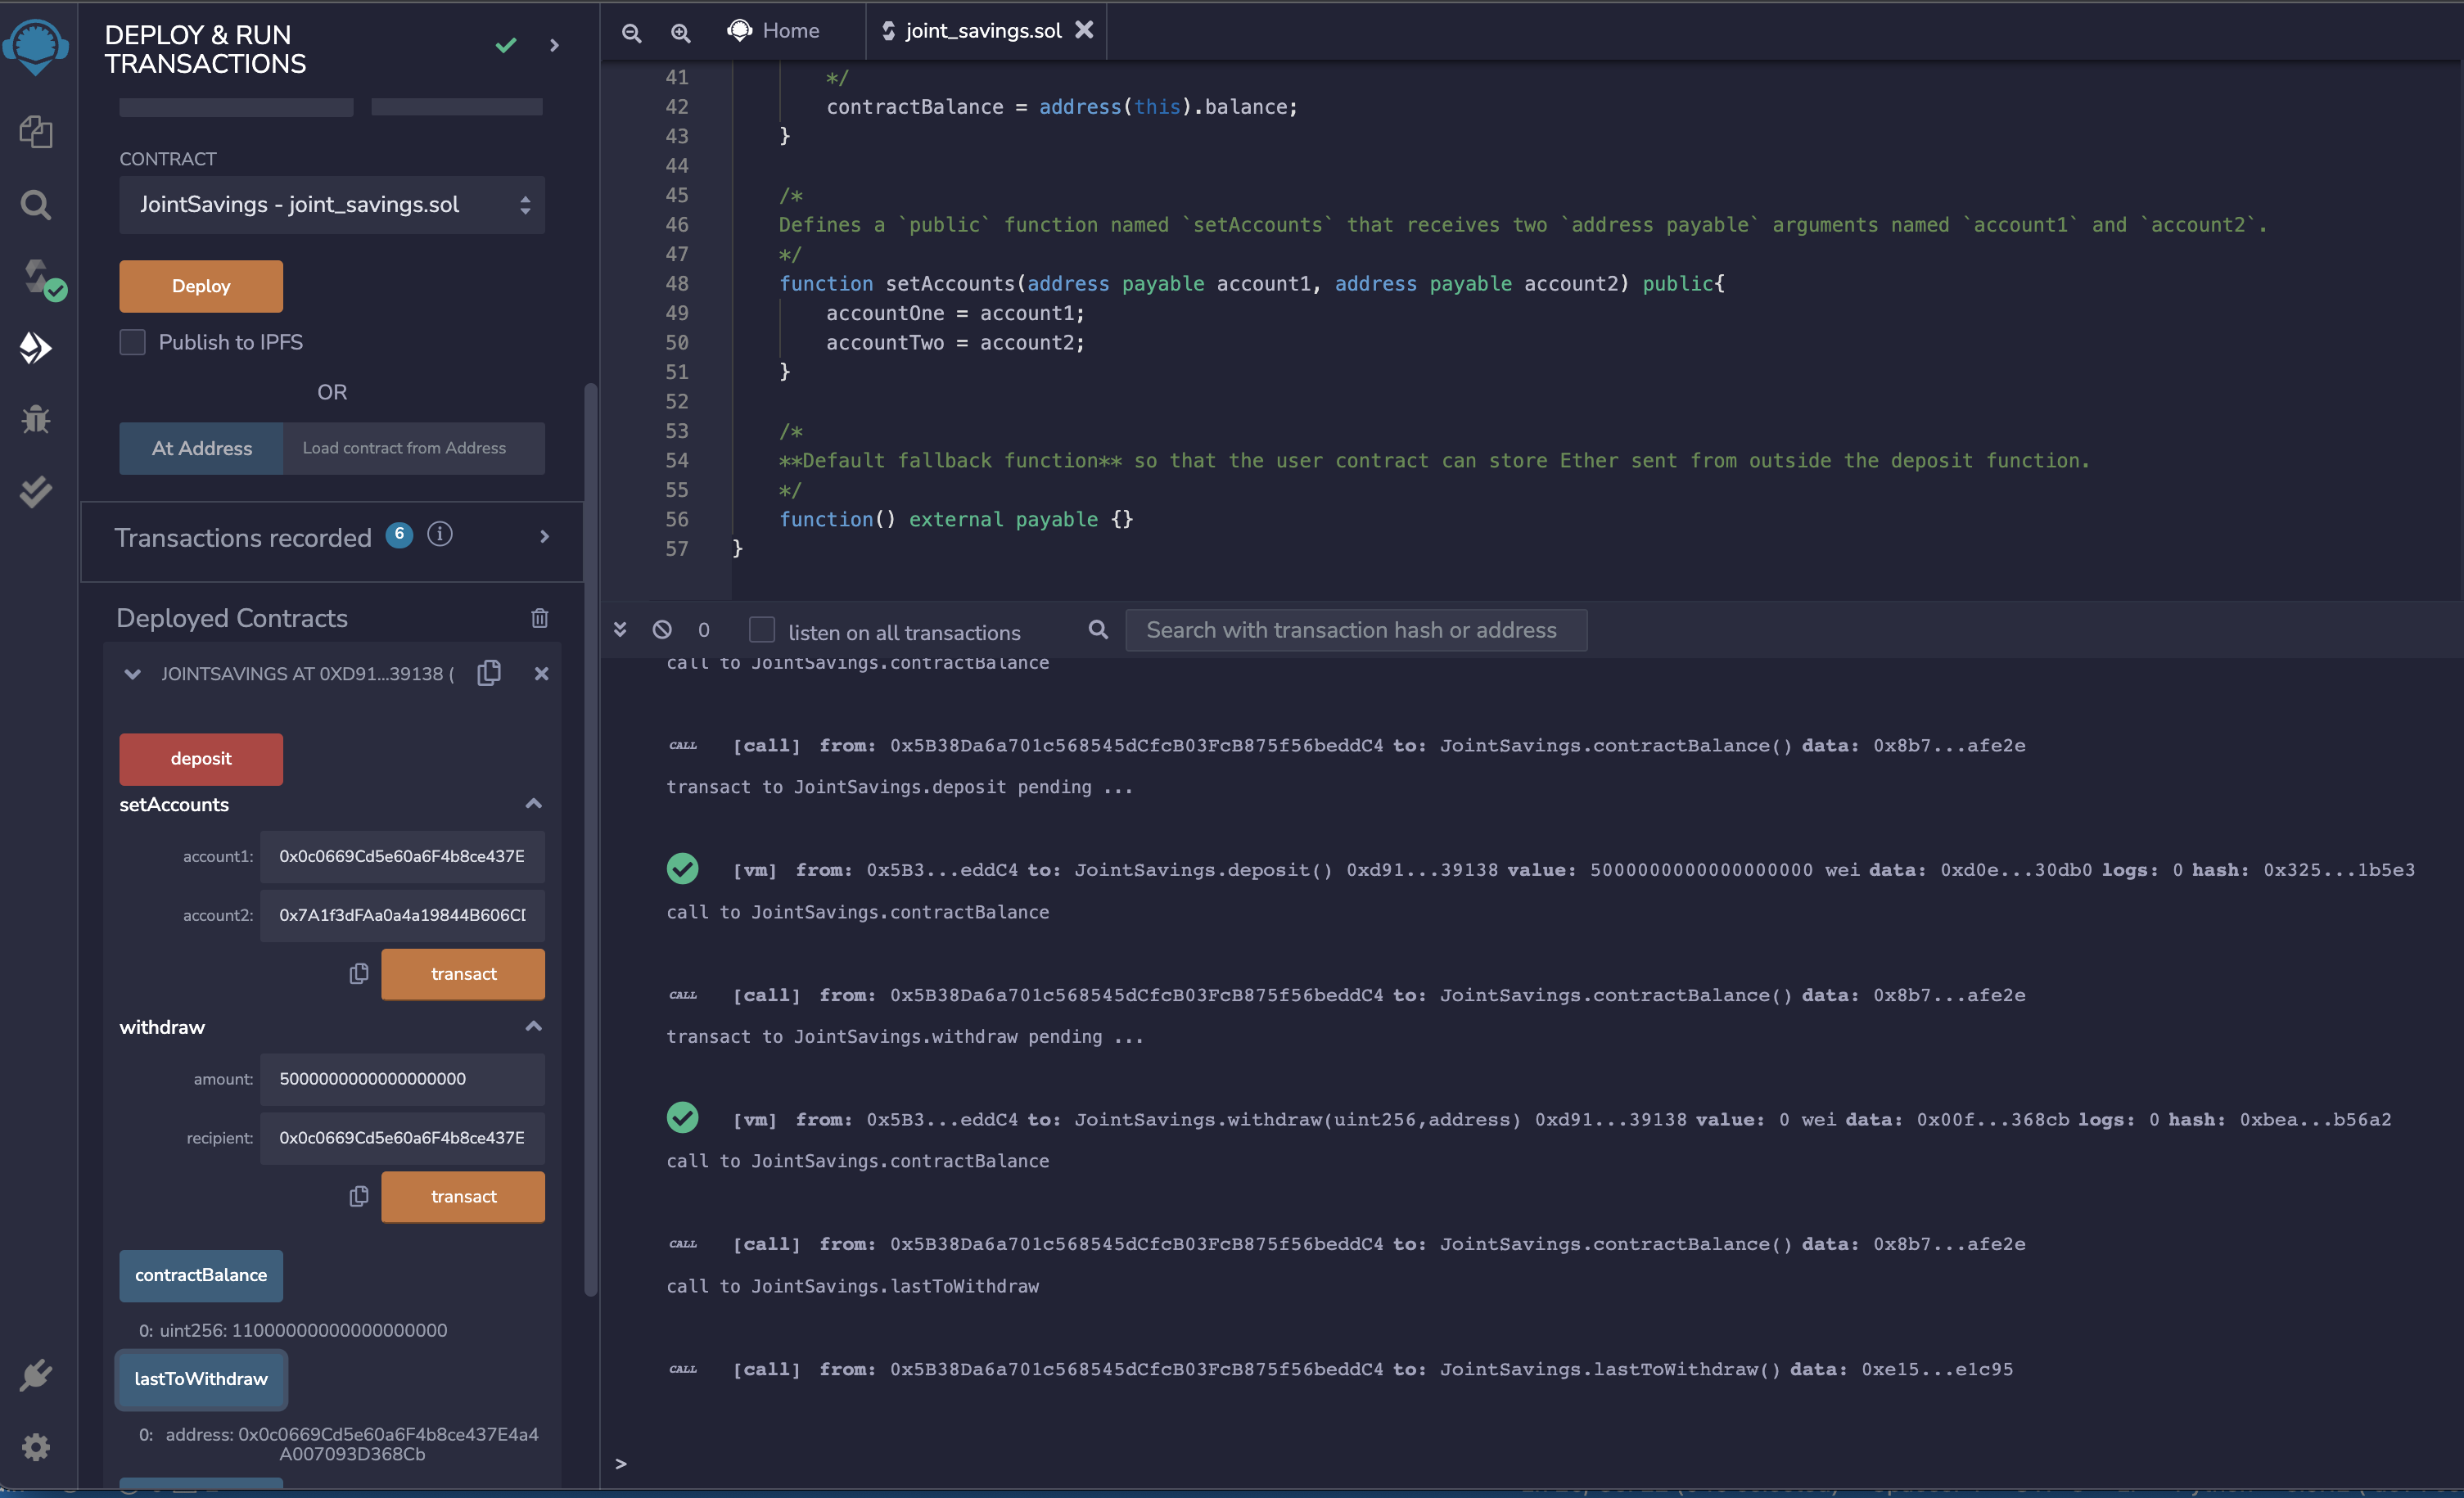 DEPLOY & RUN
TRANSACTIONS
CONTRACT
JointSavings - joint_savings.sol
Deploy
Publish to IPFS
OR
At Address
Load contract from Address
Transactions recorded 6 i
Deployed Contracts
JOINTSAVINGS AT 0XD91...39138 (
deposit
setAccounts
account1: 0x0c0669Cd5e60a6F4b8ce437E
account2: 0x7A1f3dFAa0a4a19844B606CD
transact
withdraw
amount: 5000000000000000000
recipient: 0x0c0669Cd5e60a6F4b8ce437E
transact
contractBalance
0: uint256: 11000000000000000000
lastToWithdraw
0: address: 0x0c0669Cd5e60a6F4b8ce437E4a4
A007093D368Cb
Home
joint_savings.sol
41 */
42 contractBalance = address(this).balance;
43 }
44
45 /*
46 Defines a `public` function named `setAccounts` that receives two `address payable` arguments named `account1` and `account2`.
47 */
48 function setAccounts(address payable account1, address payable account2) public{
49 accountOne = account1;
50 accountTwo = account2;
51 }
52
53 /*
54 **Default fallback function** so that the user contract can store Ether sent from outside the deposit function.
55 */
56 function() external payable {}
57 }
0 listen on all transactions Search with transaction hash or address
call to JointSavings.contractBalance
CALL [call] from: 0x5B38Da6a701c568545dCfcB03FcB875f56beddC4 to: JointSavings.contractBalance() data: 0x8b7...afe2e
transact to JointSavings.deposit pending ...
[vm] from: 0x5B3...eddC4 to: JointSavings.deposit() 0xd91...39138 value: 5000000000000000000 wei data: 0xd0e...30db0 logs: 0 hash: 0x325...1b5e3
call to JointSavings.contractBalance
CALL [call] from: 0x5B38Da6a701c568545dCfcB03FcB875f56beddC4 to: JointSavings.contractBalance() data: 0x8b7...afe2e
transact to JointSavings.withdraw pending ...
[vm] from: 0x5B3...eddC4 to: JointSavings.withdraw(uint256,address) 0xd91...39138 value: 0 wei data: 0x00f...368cb logs: 0 hash: 0xbea...b56a2
call to JointSavings.contractBalance
CALL [call] from: 0x5B38Da6a701c568545dCfcB03FcB875f56beddC4 to: JointSavings.contractBalance() data: 0x8b7...afe2e
call to JointSavings.lastToWithdraw
CALL [call] from: 0x5B38Da6a701c568545dCfcB03FcB875f56beddC4 to: JointSavings.lastToWithdraw() data: 0xe15...e1c95
>